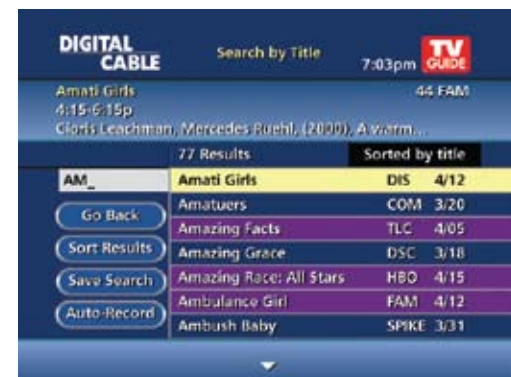 DIGITAL CABLE
Search by Title
7:03pm
TV GUIDE
Amati Girls
44 FAM
4:15-6:15p
Cloris Leachman, Mercedes Ruehl, (2000), A warm...
77 Results
Sorted by title
AM_
Go Back
Sort Results
Save Search
Auto-Record
Amati Girls DIS 4/12
Amatuers COM 3/20
Amazing Facts TLC 4/05
Amazing Grace DSC 3/18
Amazing Race: All Stars HBO 4/15
Ambulance Girl FAM 4/12
Ambush Baby SPIKE 3/31